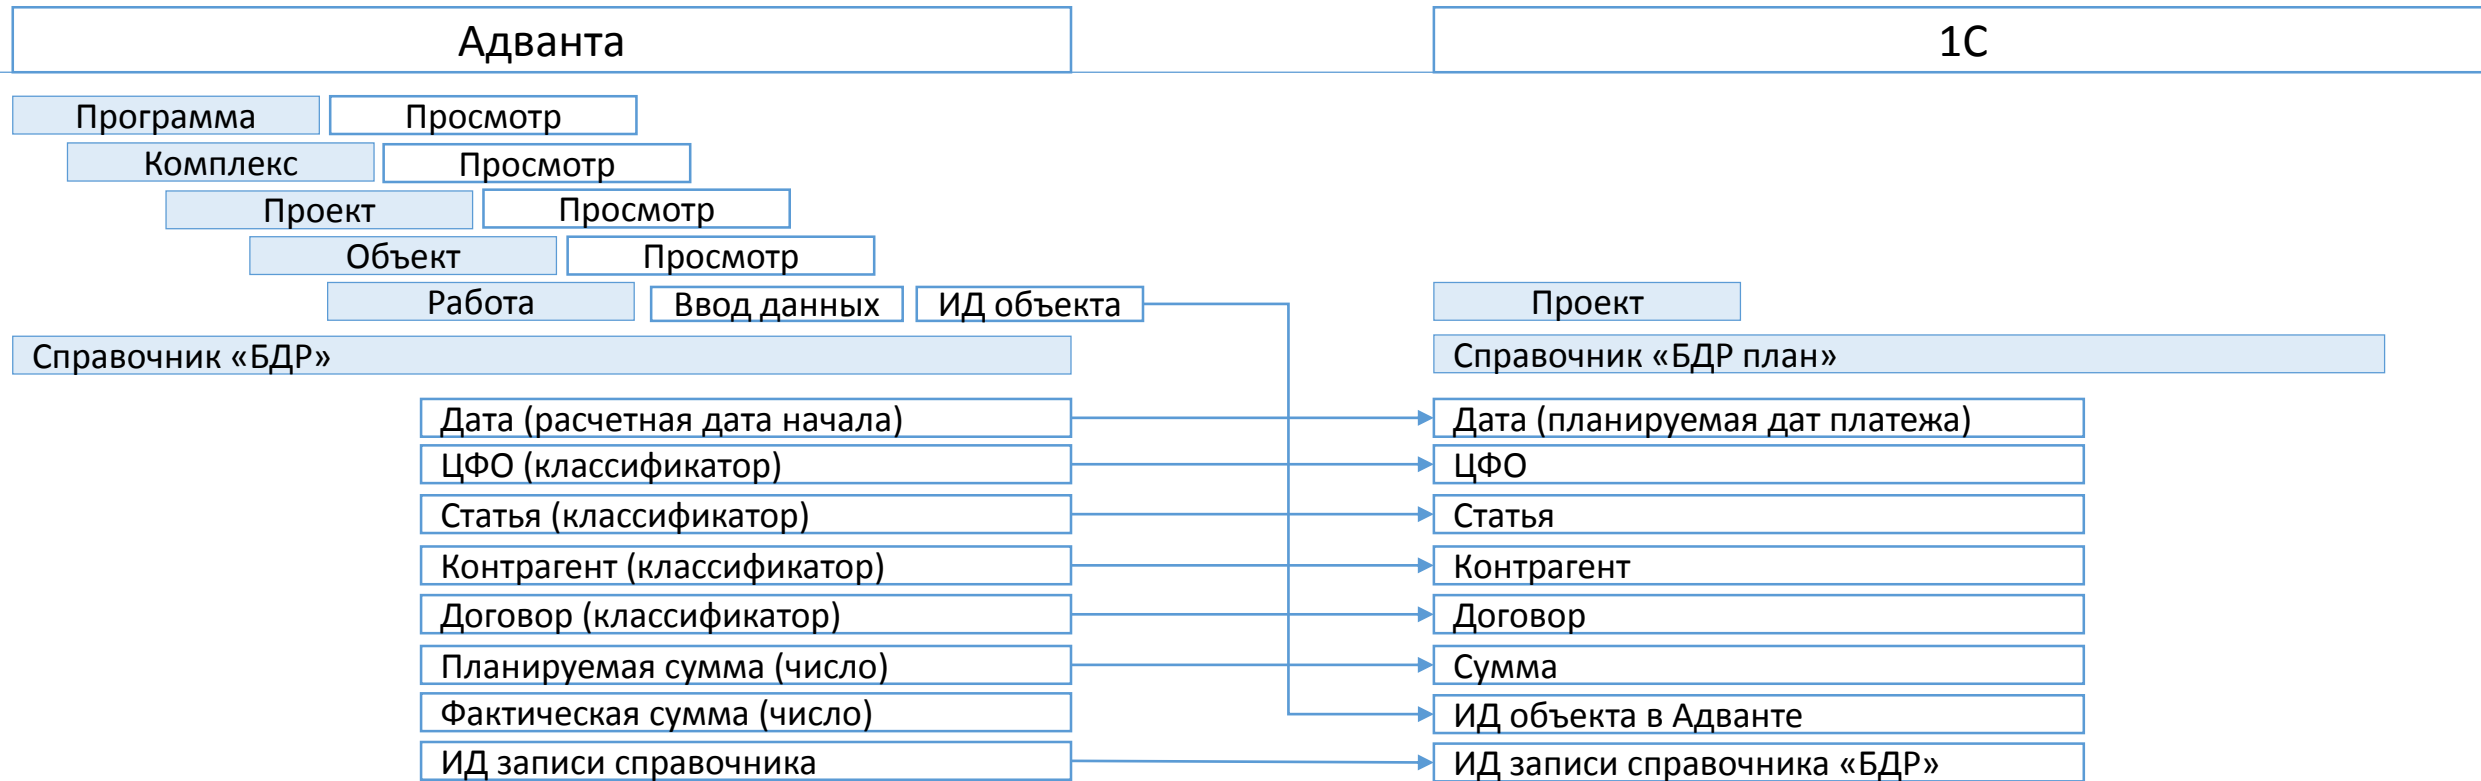 Адванта
1С
Программа
Просмотр
Комплекс
Просмотр
Проект
Просмотр
Объект
Просмотр
Работа
Ввод данных
ИД объекта
Проект
Справочник «БДР»
Справочник «БДР план»
Дата (расчетная дата начала)
Дата (планируемая дат платежа)
ЦФО (классификатор)
ЦФО
Статья (классификатор)
Статья
Контрагент (классификатор)
Контрагент
Договор (классификатор)
Договор
Планируемая сумма (число)
Сумма
Фактическая сумма (число)
ИД объекта в Адванте
ИД записи справочника
ИД записи справочника «БДР»